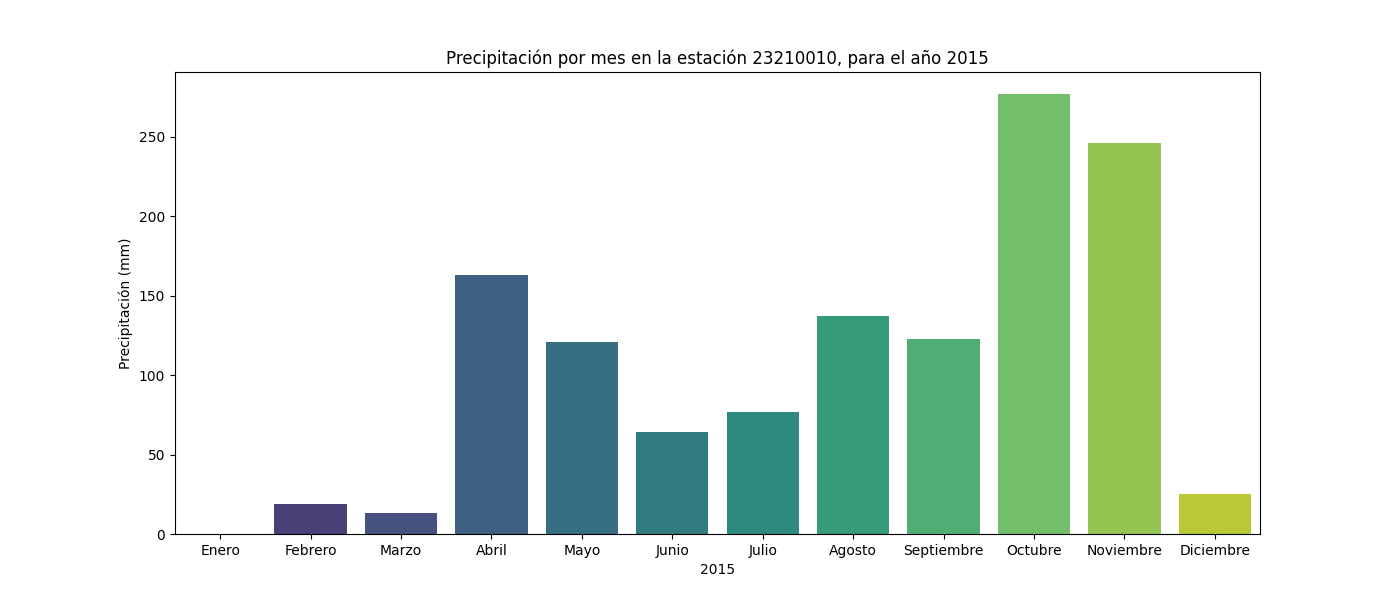 Precipitación por mes en la estación 23210010, para el año 2015
Precipitación (mm)
250
200
150
100
50
0
Enero Febrero Marzo Abril Mayo Junio Julio Agosto Septiembre Octubre Noviembre Diciembre
2015